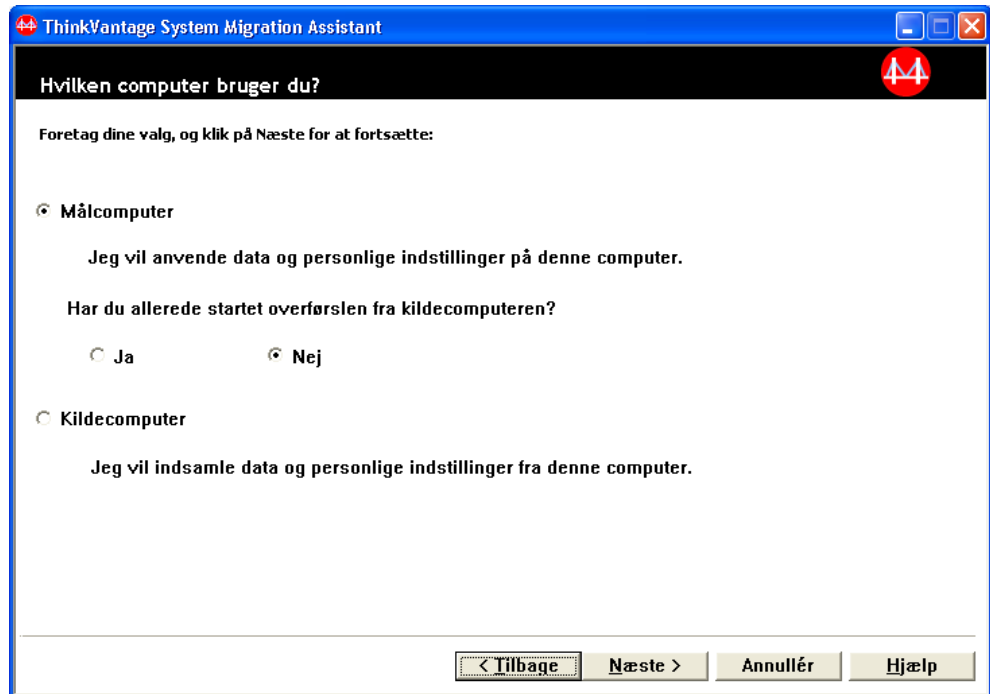 ThinkVantage System Migration Assistant
Hvilken computer bruger du?
Foretag dine valg, og klik på Næste for at fortsætte:
Målcomputer
Jeg vil anvende data og personlige indstillinger på denne computer.
Har du allerede startet overførslen fra kildecomputeren?
Ja Nej
Kildecomputer
Jeg vil indsamle data og personlige indstillinger fra denne computer.
< Tilbage Næste > Annullér Hjælp